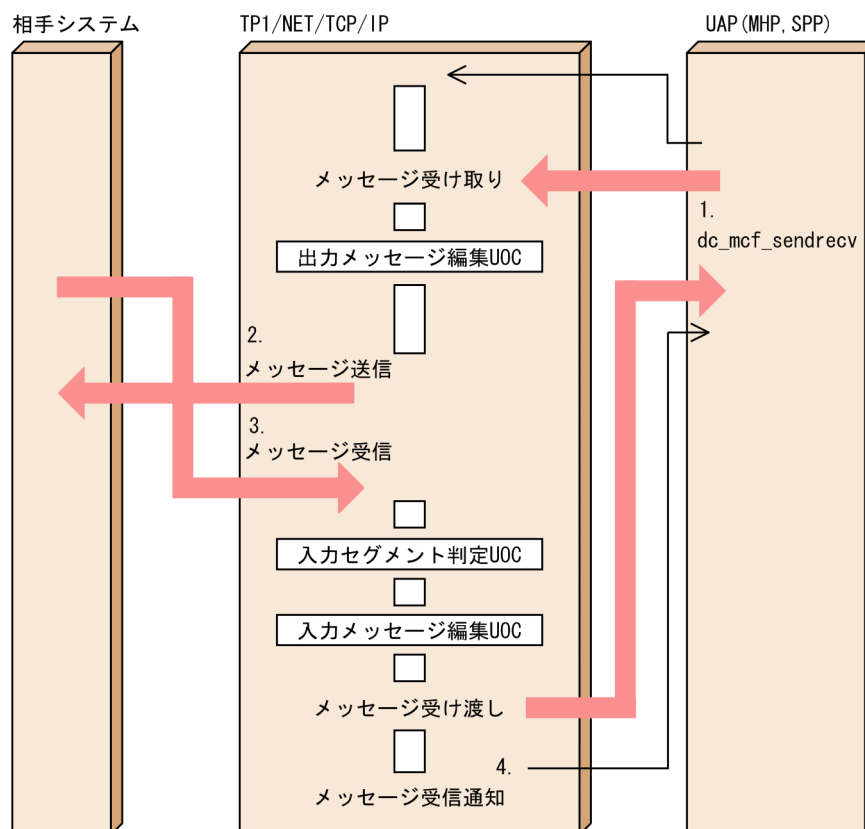 相手システム
TP1/NET/TCP/IP
UAP(MHP, SPP)
メッセージ受け取り
1.
dc_mcf_sendrecv
出力メッセージ編集UOC
2.
メッセージ送信
3.
メッセージ受信
入力セグメント判定UOC
入力メッセージ編集UOC
メッセージ受け渡し
4.
メッセージ受信通知